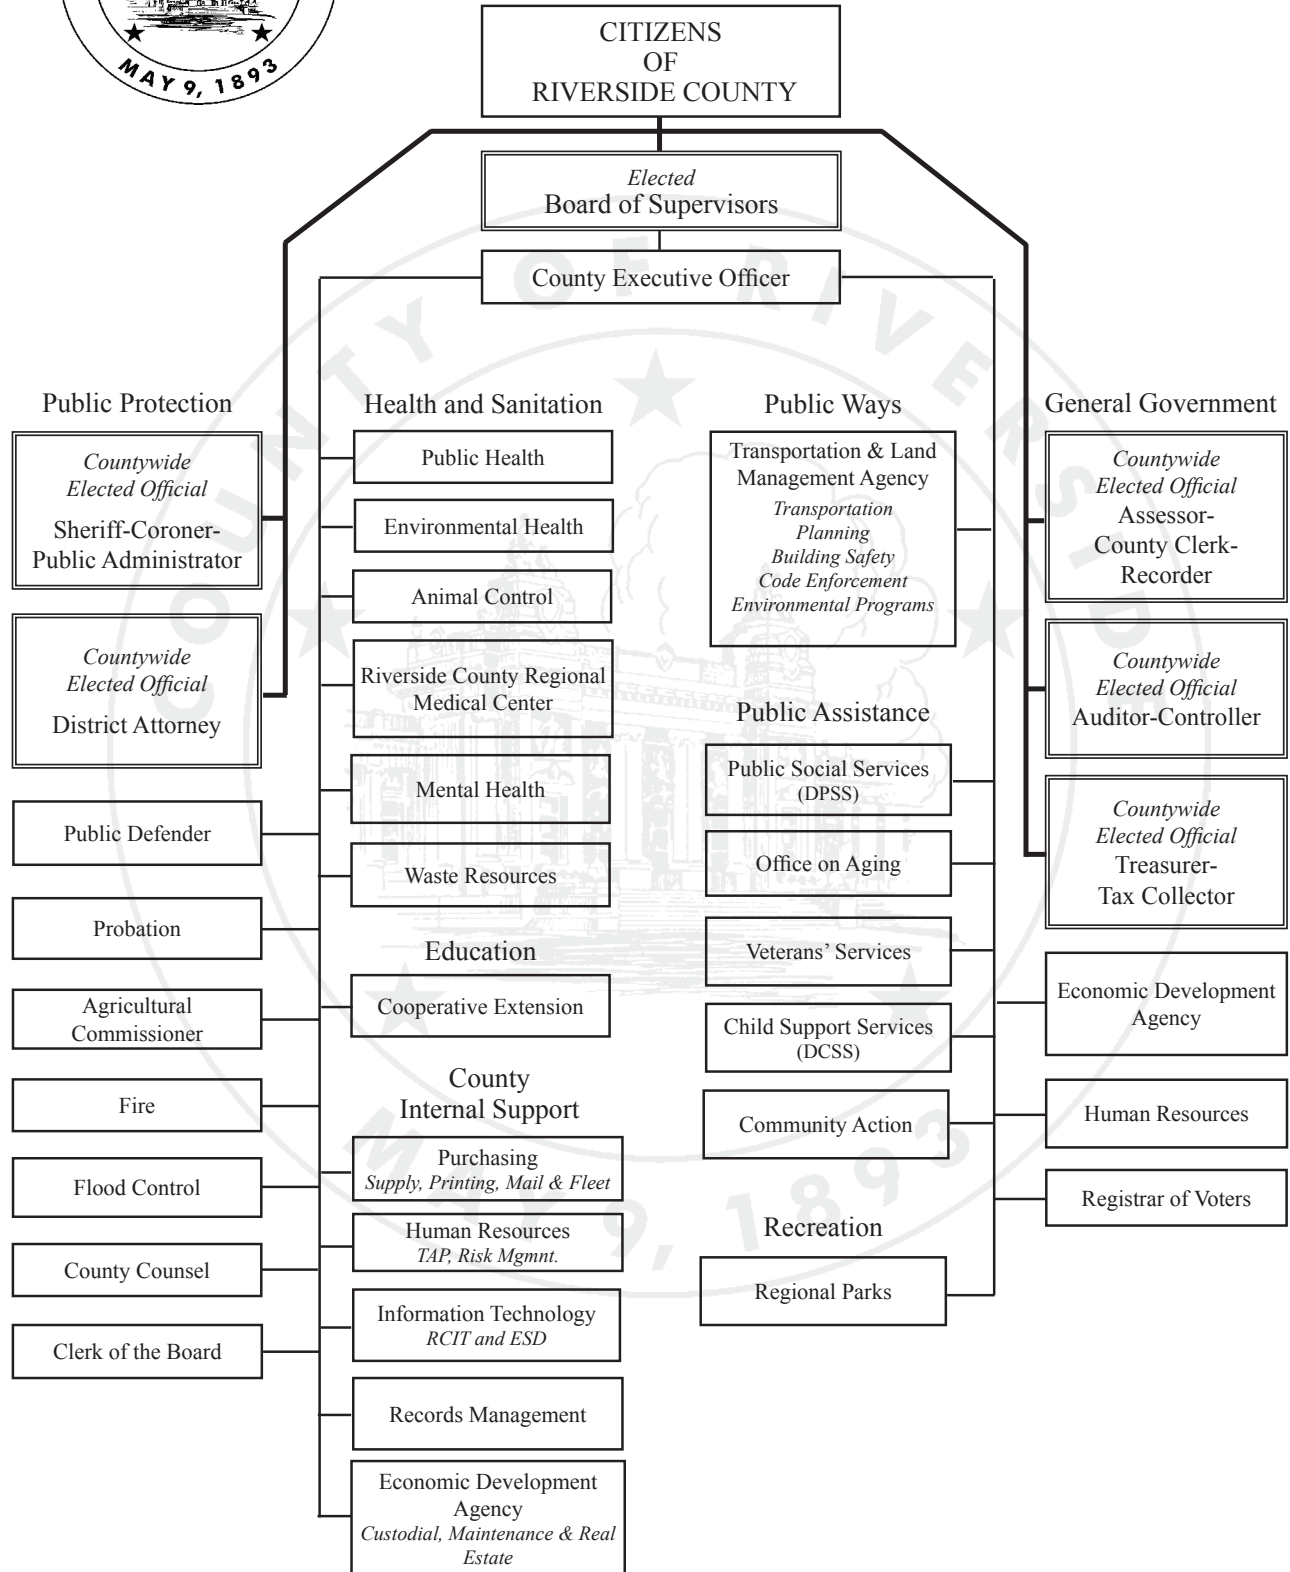 MAY 9, 1893
CITIZENS
OF
RIVERSIDE COUNTY
Elected
Board of Supervisors
County Executive Officer
COUNTY OF RIVERSIDE
MAY 9, 1893
Public Protection
Countywide
Elected Official
Sheriff-Coroner-
Public Administrator
Countywide
Elected Official
District Attorney
Public Defender
Probation
Agricultural
Commissioner
Fire
Flood Control
County Counsel
Clerk of the Board
Health and Sanitation
Public Health
Environmental Health
Animal Control
Riverside County Regional
Medical Center
Mental Health
Waste Resources
Education
Cooperative Extension
County
Internal Support
Purchasing
Supply, Printing, Mail & Fleet
Human Resources
TAP, Risk Mgmnt.
Information Technology
RCIT and ESD
Records Management
Economic Development
Agency
Custodial, Maintenance & Real
Estate
Public Ways
Transportation & Land
Management Agency
Transportation
Planning
Building Safety
Code Enforcement
Environmental Programs
Public Assistance
Public Social Services
(DPSS)
Office on Aging
Veterans’ Services
Child Support Services
(DCSS)
Community Action
Recreation
Regional Parks
General Government
Countywide
Elected Official
Assessor-
County Clerk-
Recorder
Countywide
Elected Official
Auditor-Controller
Countywide
Elected Official
Treasurer-
Tax Collector
Economic Development
Agency
Human Resources
Registrar of Voters